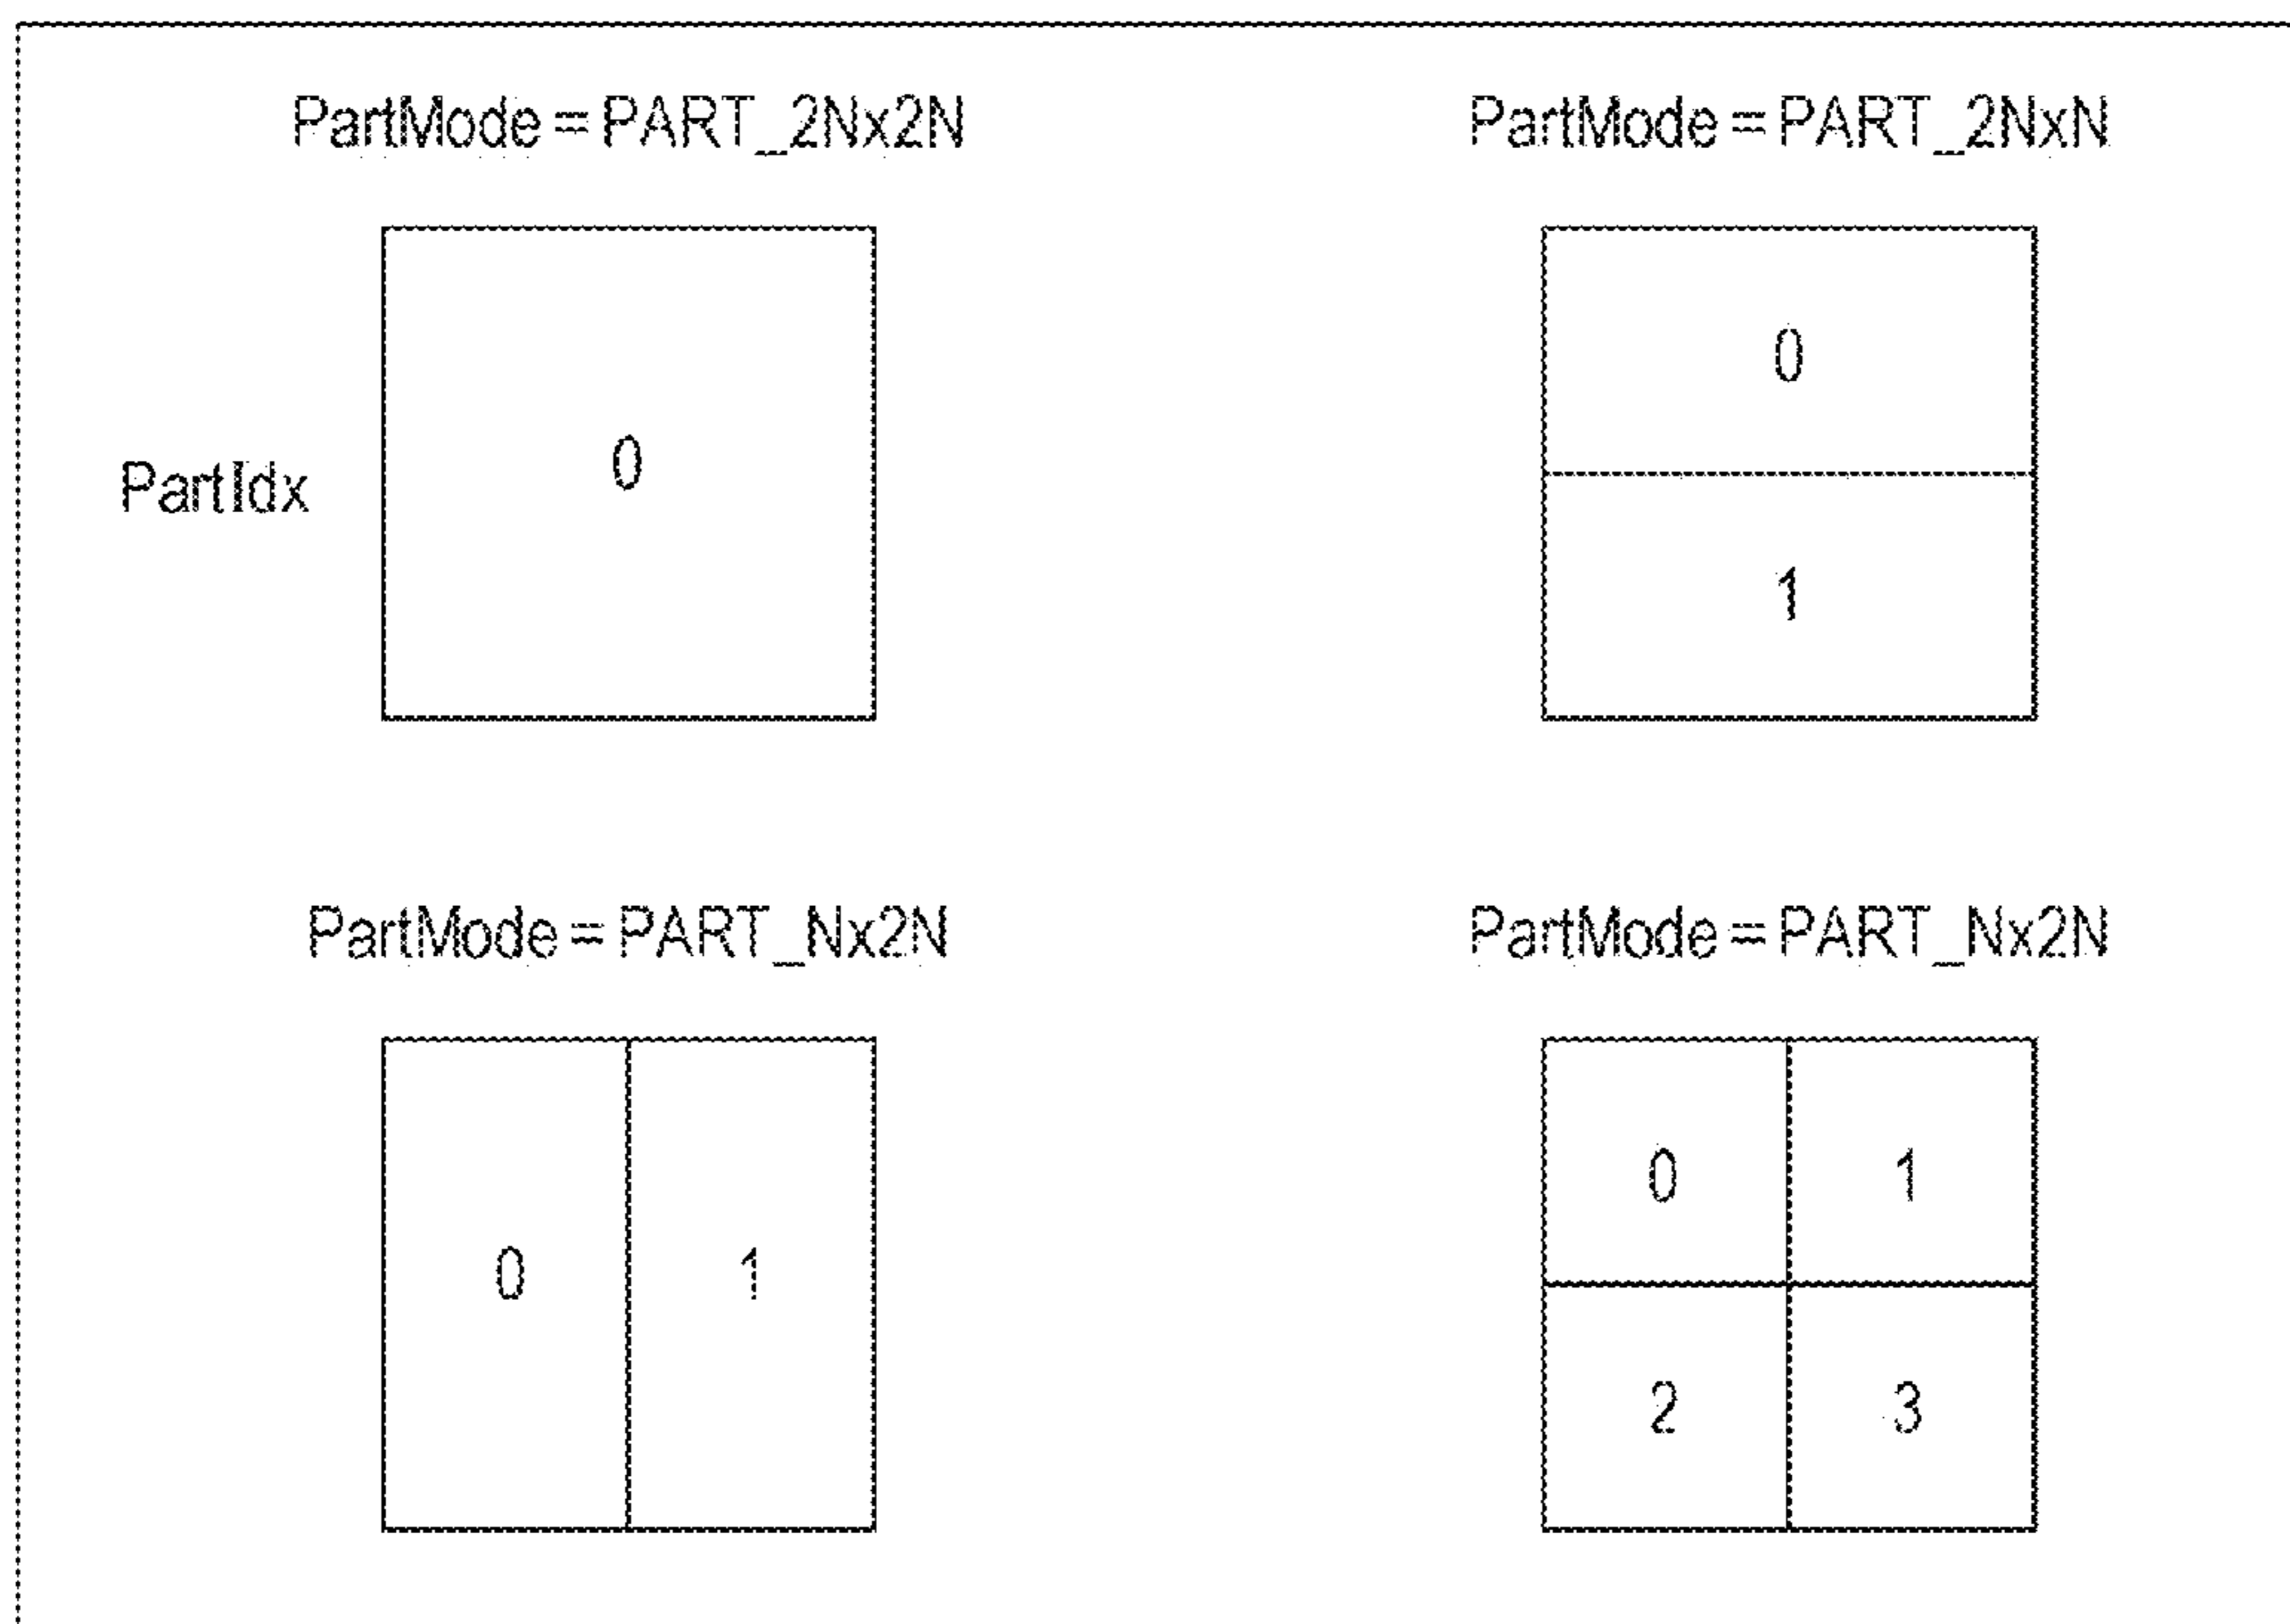 PartMode = PART_2Nx2N
PartMode = PART_2NxN
PartIdx
0
0
1
PartMode = PART_Nx2N
PartMode = PART_Nx2N
0
1
0
1
2
3